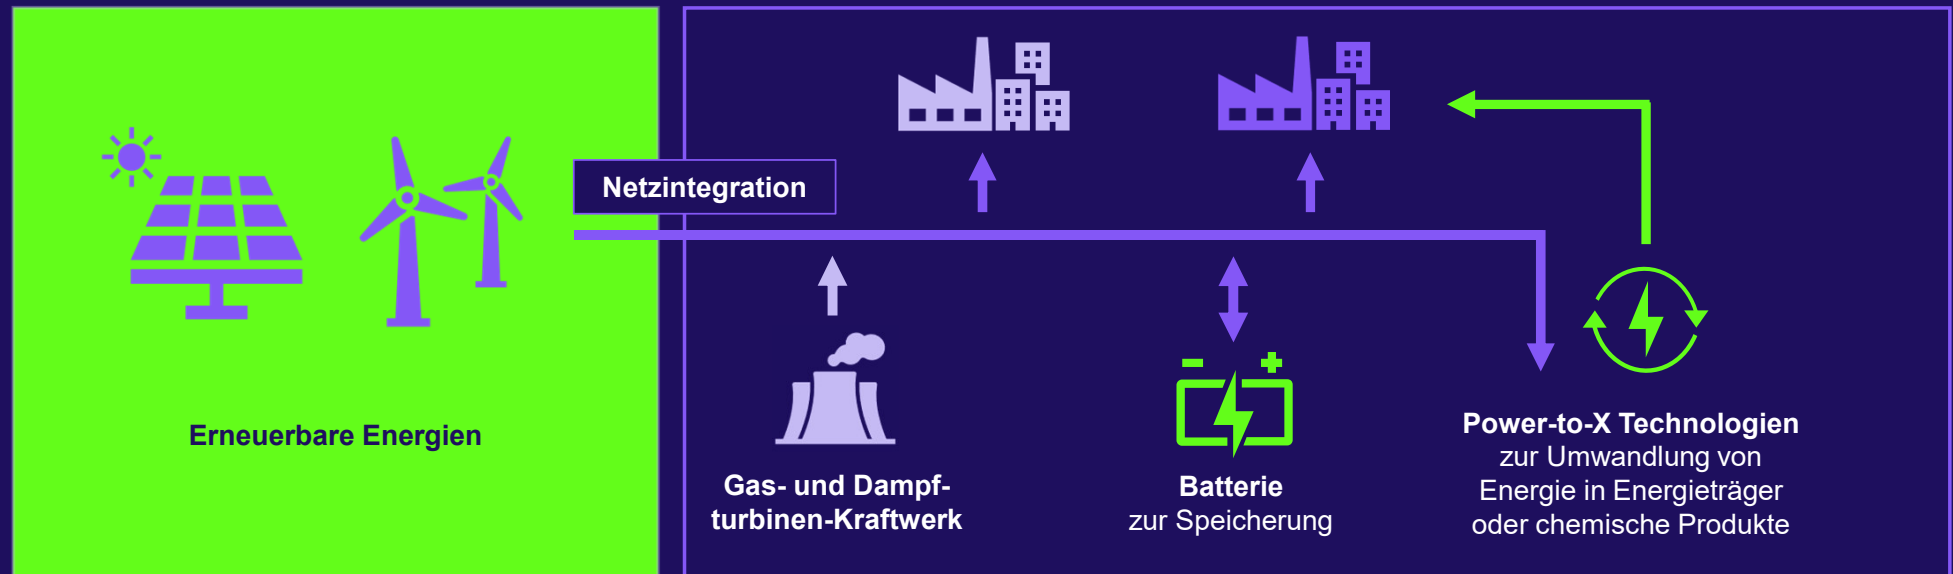 Netzintegration
Erneuerbare Energien
Gas- und Dampf-
turbinen-Kraftwerk
Batterie
zur Speicherung
Power-to-X Technologien
zur Umwandlung von
Energie in Energieträger
oder chemische Produkte